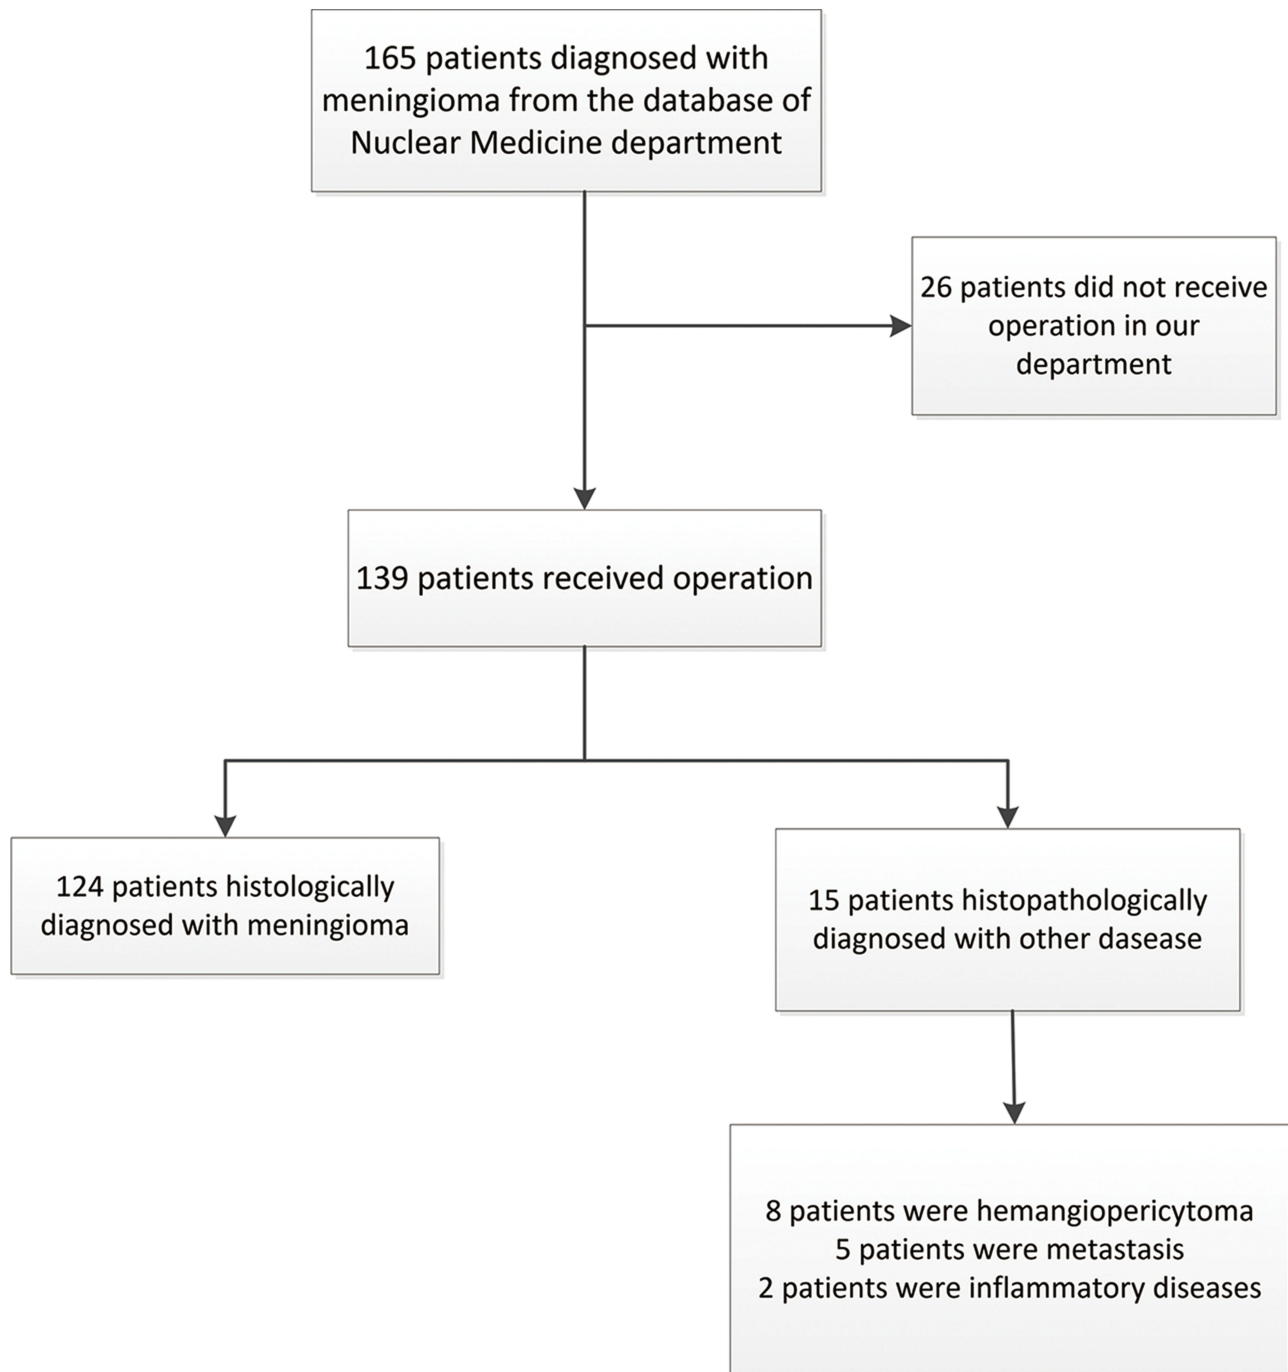 165 patients diagnosed with
meningioma from the database of
Nuclear Medicine department
26 patients did not receive
operation in our
department
139 patients received operation
124 patients histologically
diagnosed with meningioma
15 patients histopathologically
diagnosed with other dasease
8 patients were hemangiopericytoma
5 patients were metastasis
2 patients were inflammatory diseases